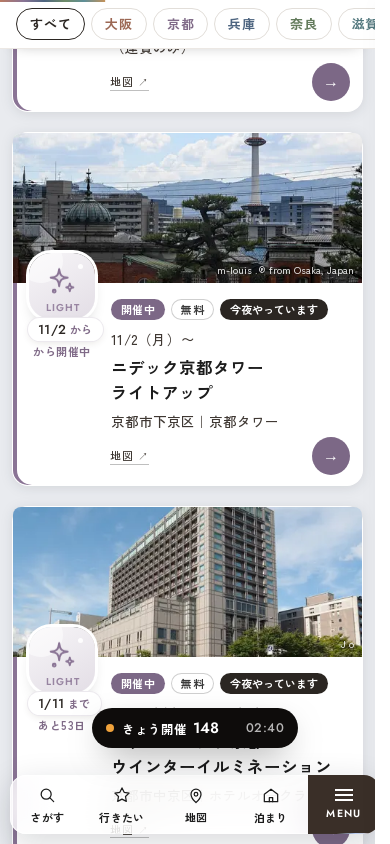 すべて
大阪
京都
兵庫
奈良
滋賀
地図 ↗
→
m-louis .® from Osaka, Japan
LIGHT
11/2 から
から開催中
開催中
無料
今夜やっています
11/2（月）〜
ニデック京都タワー
ライトアップ
京都市下京区｜京都タワー
地図 ↗
→
Jo
LIGHT
1/11 まで
あと53日
開催中
無料
今夜やっています
きょう開催 148 02:40
ウインターイルミネーション
地図 ↗
さがす
行きたい
地図
泊まり
MENU